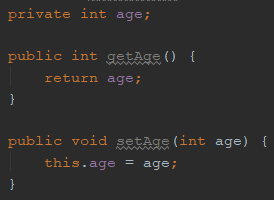 private int age;
public int getAge() {
return age;
}
public void setAge(int age) {
this.age = age;
}